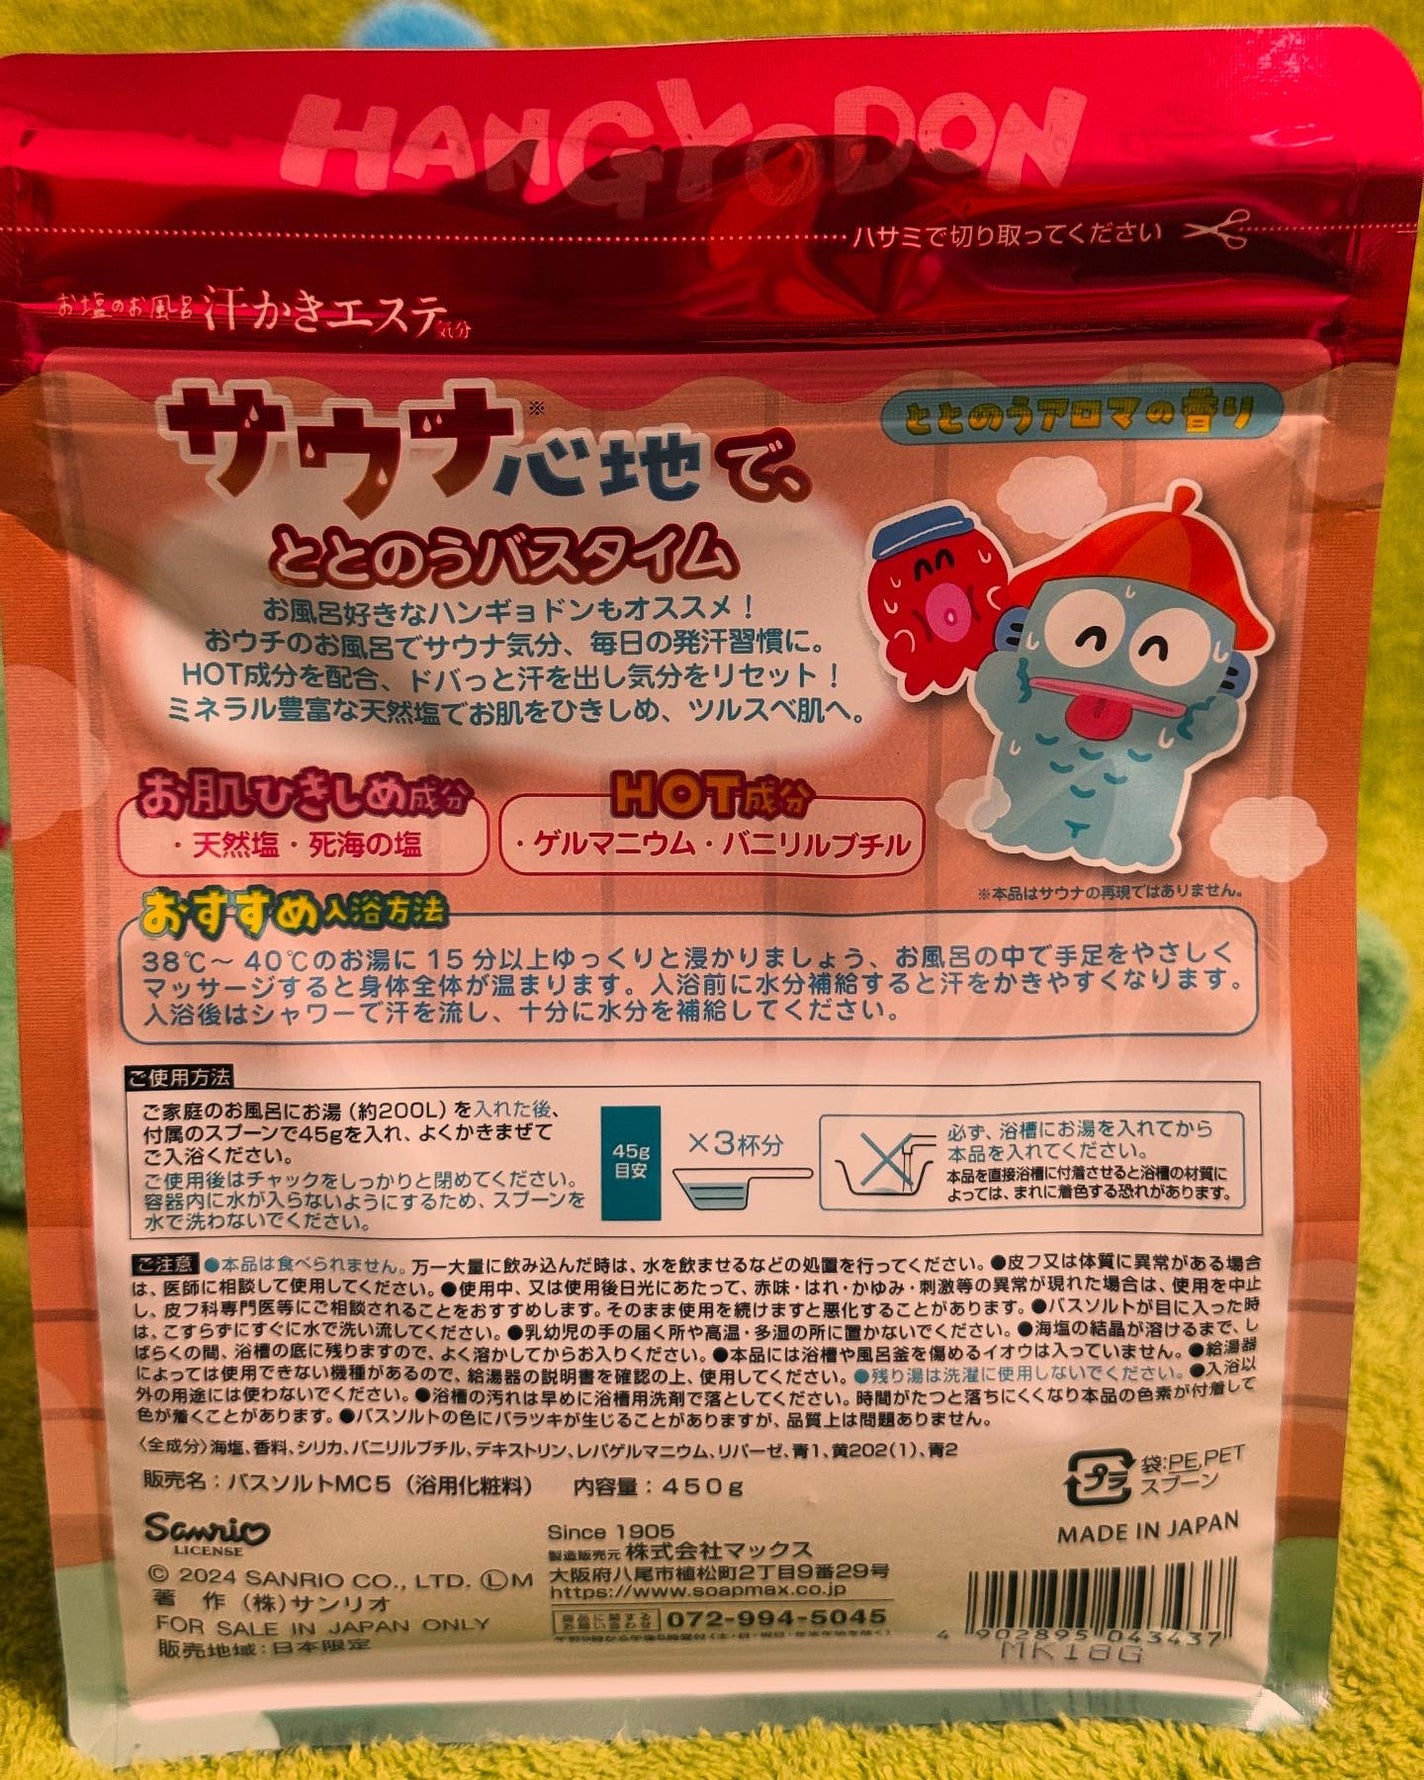 HANGYODON
ハサミで切り取ってください
お塩のお風呂 汗かきエステ気分
サウナ※心地で、
ととのうアロマの香り
ととのうバスタイム
お風呂好きなハンギョドンもオススメ！
おウチのお風呂でサウナ気分、毎日の発汗習慣に。
HOT成分を配合、ドバっと汗を出し気分をリセット！
ミネラル豊富な天然塩でお肌をひきしめ、ツルスベ肌へ。
お肌ひきしめ成分
・天然塩・死海の塩
HOT成分
・ゲルマニウム・バニリルブチル
※本品はサウナの再現ではありません。
おすすめ入浴方法
38℃～40℃のお湯に15分以上ゆっくりと浸かりましょう、お風呂の中で手足をやさしく
マッサージすると身体全体が温まります。入浴前に水分補給すると汗をかきやすくなります。
入浴後はシャワーで汗を流し、十分に水分を補給してください。
ご使用方法
ご家庭のお風呂にお湯（約200L）を入れた後、
付属のスプーンで45gを入れ、よくかきまぜて
ご入浴ください。
ご使用後はチャックをしっかりと閉めてください。
容器内に水が入らないようにするため、スプーンを
水で洗わないでください。
45g
目安
×3杯分
必ず、浴槽にお湯を入れてから
本品を入れてください。
本品を直接浴槽に付着させると浴槽の材質に
よっては、まれに着色する恐れがあります。
ご注意 ●本品は食べられません。万一大量に飲み込んだ時は、水を飲ませるなどの処置を行ってください。●皮フ又は体質に異常がある場合
は、医師に相談して使用してください。●使用中、又は使用後日光にあたって、赤味・はれ・かゆみ・刺激等の異常が現れた場合は、使用を中止
し、皮フ科専門医等にご相談されることをおすすめします。そのまま使用を続けますと悪化することがあります。●バスソルトが目に入った時
は、こすらずにすぐに水で洗い流してください。●乳幼児の手の届く所や高温・多湿の所に置かないでください。●海塩の結晶が溶けるまで、し
ばらくの間、浴槽の底に残りますので、よく溶かしてからお入りください。●本品には浴槽や風呂釜を傷めるイオウは入っていません。●給湯器
によっては使用できない機種があるので、給湯器の説明書を確認の上、使用してください。●残り湯は洗濯に使用しないでください。●入浴以
外の用途には使わないでください。●浴槽の汚れは早めに浴槽用洗剤で落としてください。時間がたつと落ちにくくなり本品の色素が付着して
色が着くことがあります。●バスソルトの色にバラツキが生じることがありますが、品質上は問題ありません。
〈全成分〉海塩、香料、シリカ、バニリルブチル、デキストリン、レパゲルマニウム、リパーゼ、青1、黄202(1)、青2
販売名：バスソルトMC5（浴用化粧料） 内容量：450g
プラ
袋:PE,PET
スプーン
MADE IN JAPAN
Sanrio
LICENSE
© 2024 SANRIO CO., LTD. ⓁM
著 作 （株）サンリオ
FOR SALE IN JAPAN ONLY
販売地域：日本限定
Since 1905
製造販売元 株式会社マックス
大阪府八尾市植松町2丁目9番29号
https://www.soapmax.co.jp
商品に関する
お問い合わせ 072-994-5045
午前9時から午後5時受付（土・日・祝日・年末年始を除く）
4 902895 043437
MK18G